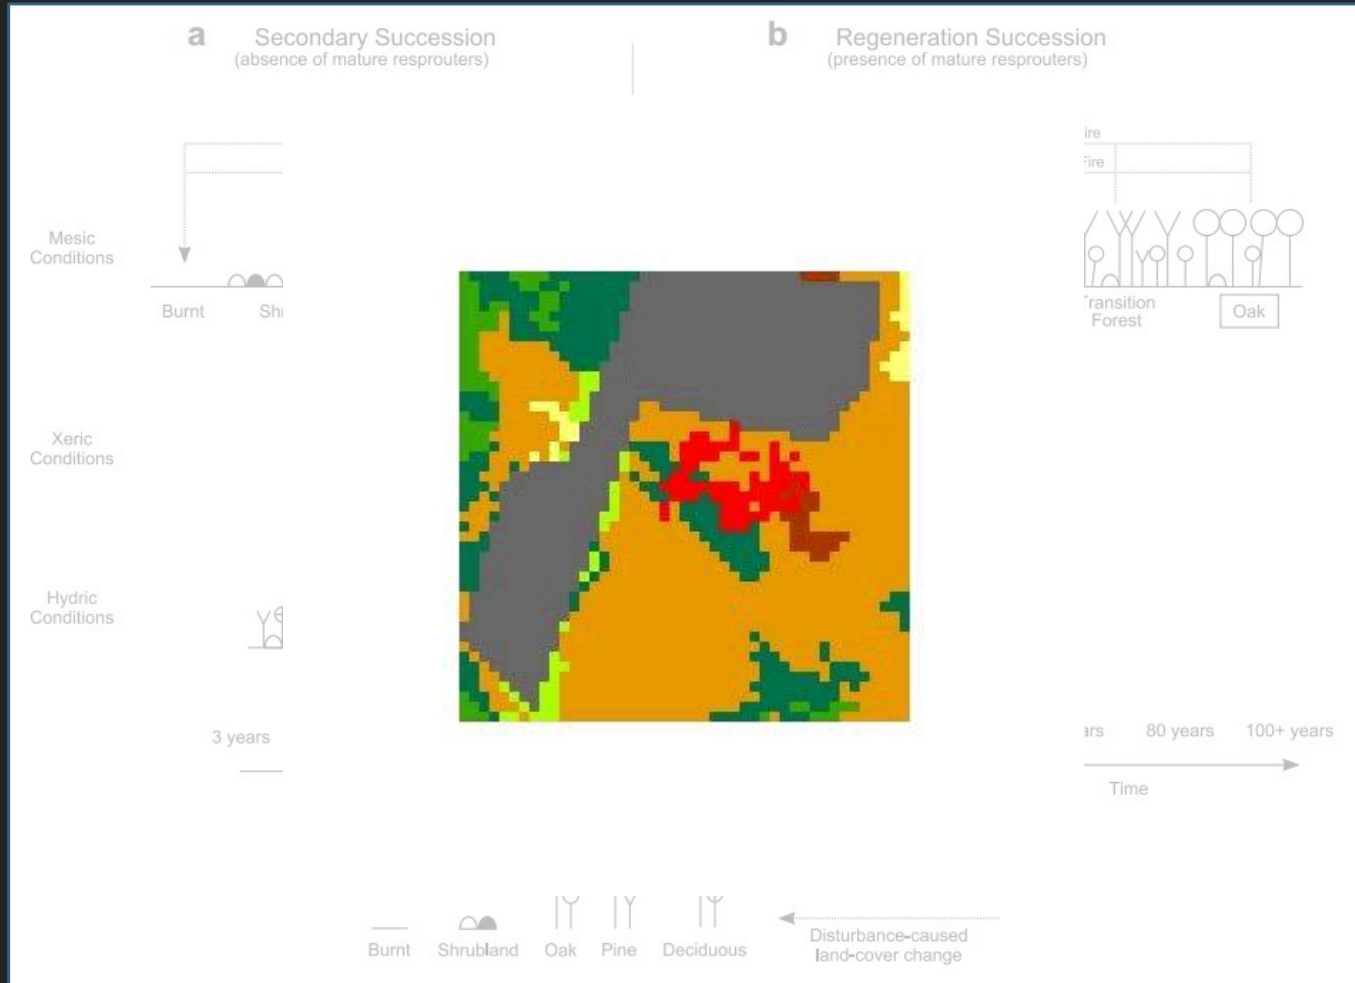 a Secondary Succession
(absence of mature resprouters)
b Regeneration Succession
(presence of mature resprouters)
Mesic
Conditions
Burnt
Transition
Forest
Oak
Xeric
Conditions
Hydric
Conditions
3 years
80 years
100+ years
Time
Burnt
Shrubland
Oak
Pine
Deciduous
Disturbance-caused
land-cover change